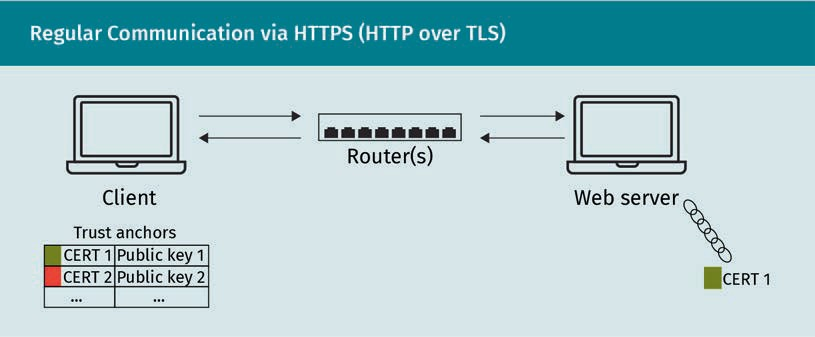 Regular Communication via HTTPS (HTTP over TLS)
Router(s)
Client
Web server
Trust anchors
CERT 1 Public key 1
CERT 2 Public key 2
... ...
CERT 1